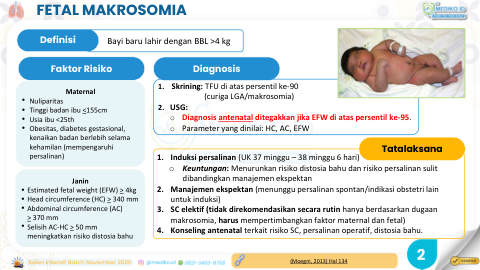 FETAL MAKROSOMIA
Definisi
Bayi baru lahir dengan BBL >4 kg
Faktor Risiko
Maternal
• Nuliparitas
• Tinggi badan ibu ≤155cm
• Usia ibu <25th
• Obesitas, diabetes gestasional,
kenaikan badan berlebih selama
kehamilan (mempengaruhi
persalinan)
Janin
• Estimated fetal weight (EFW) ≥ 4kg
• Head circumference (HC) ≥ 340 mm
• Abdominal circumference (AC)
≥ 370 mm
• Selisih AC-HC ≥ 50 mm
meningkatkan risiko distosia bahu
Diagnosis
1. Skrining: TFU di atas persentil ke-90
(curiga LGA/makrosomia)
2. USG:
o Diagnosis antenatal ditegakkan jika EFW di atas persentil ke-95.
o Parameter yang dinilai: HC, AC, EFW
Tatalaksana
1. Induksi persalinan (UK 37 minggu – 38 minggu 6 hari)
o Keuntungan: Menurunkan risiko distosia bahu dan risiko persalinan sulit
dibandingkan manajemen ekspektan
2. Manajemen ekspektan (menunggu persalinan spontan/indikasi obstetri lain
untuk induksi)
3. SC elektif (tidak direkomendasikan secara rutin hanya berdasarkan dugaan
makrosomia, harus mempertimbangkan faktor maternal dan fetal)
4. Konseling antenatal terkait risiko SC, persalinan operatif, distosia bahu.
(Moegni, 2013) Hal 134
2